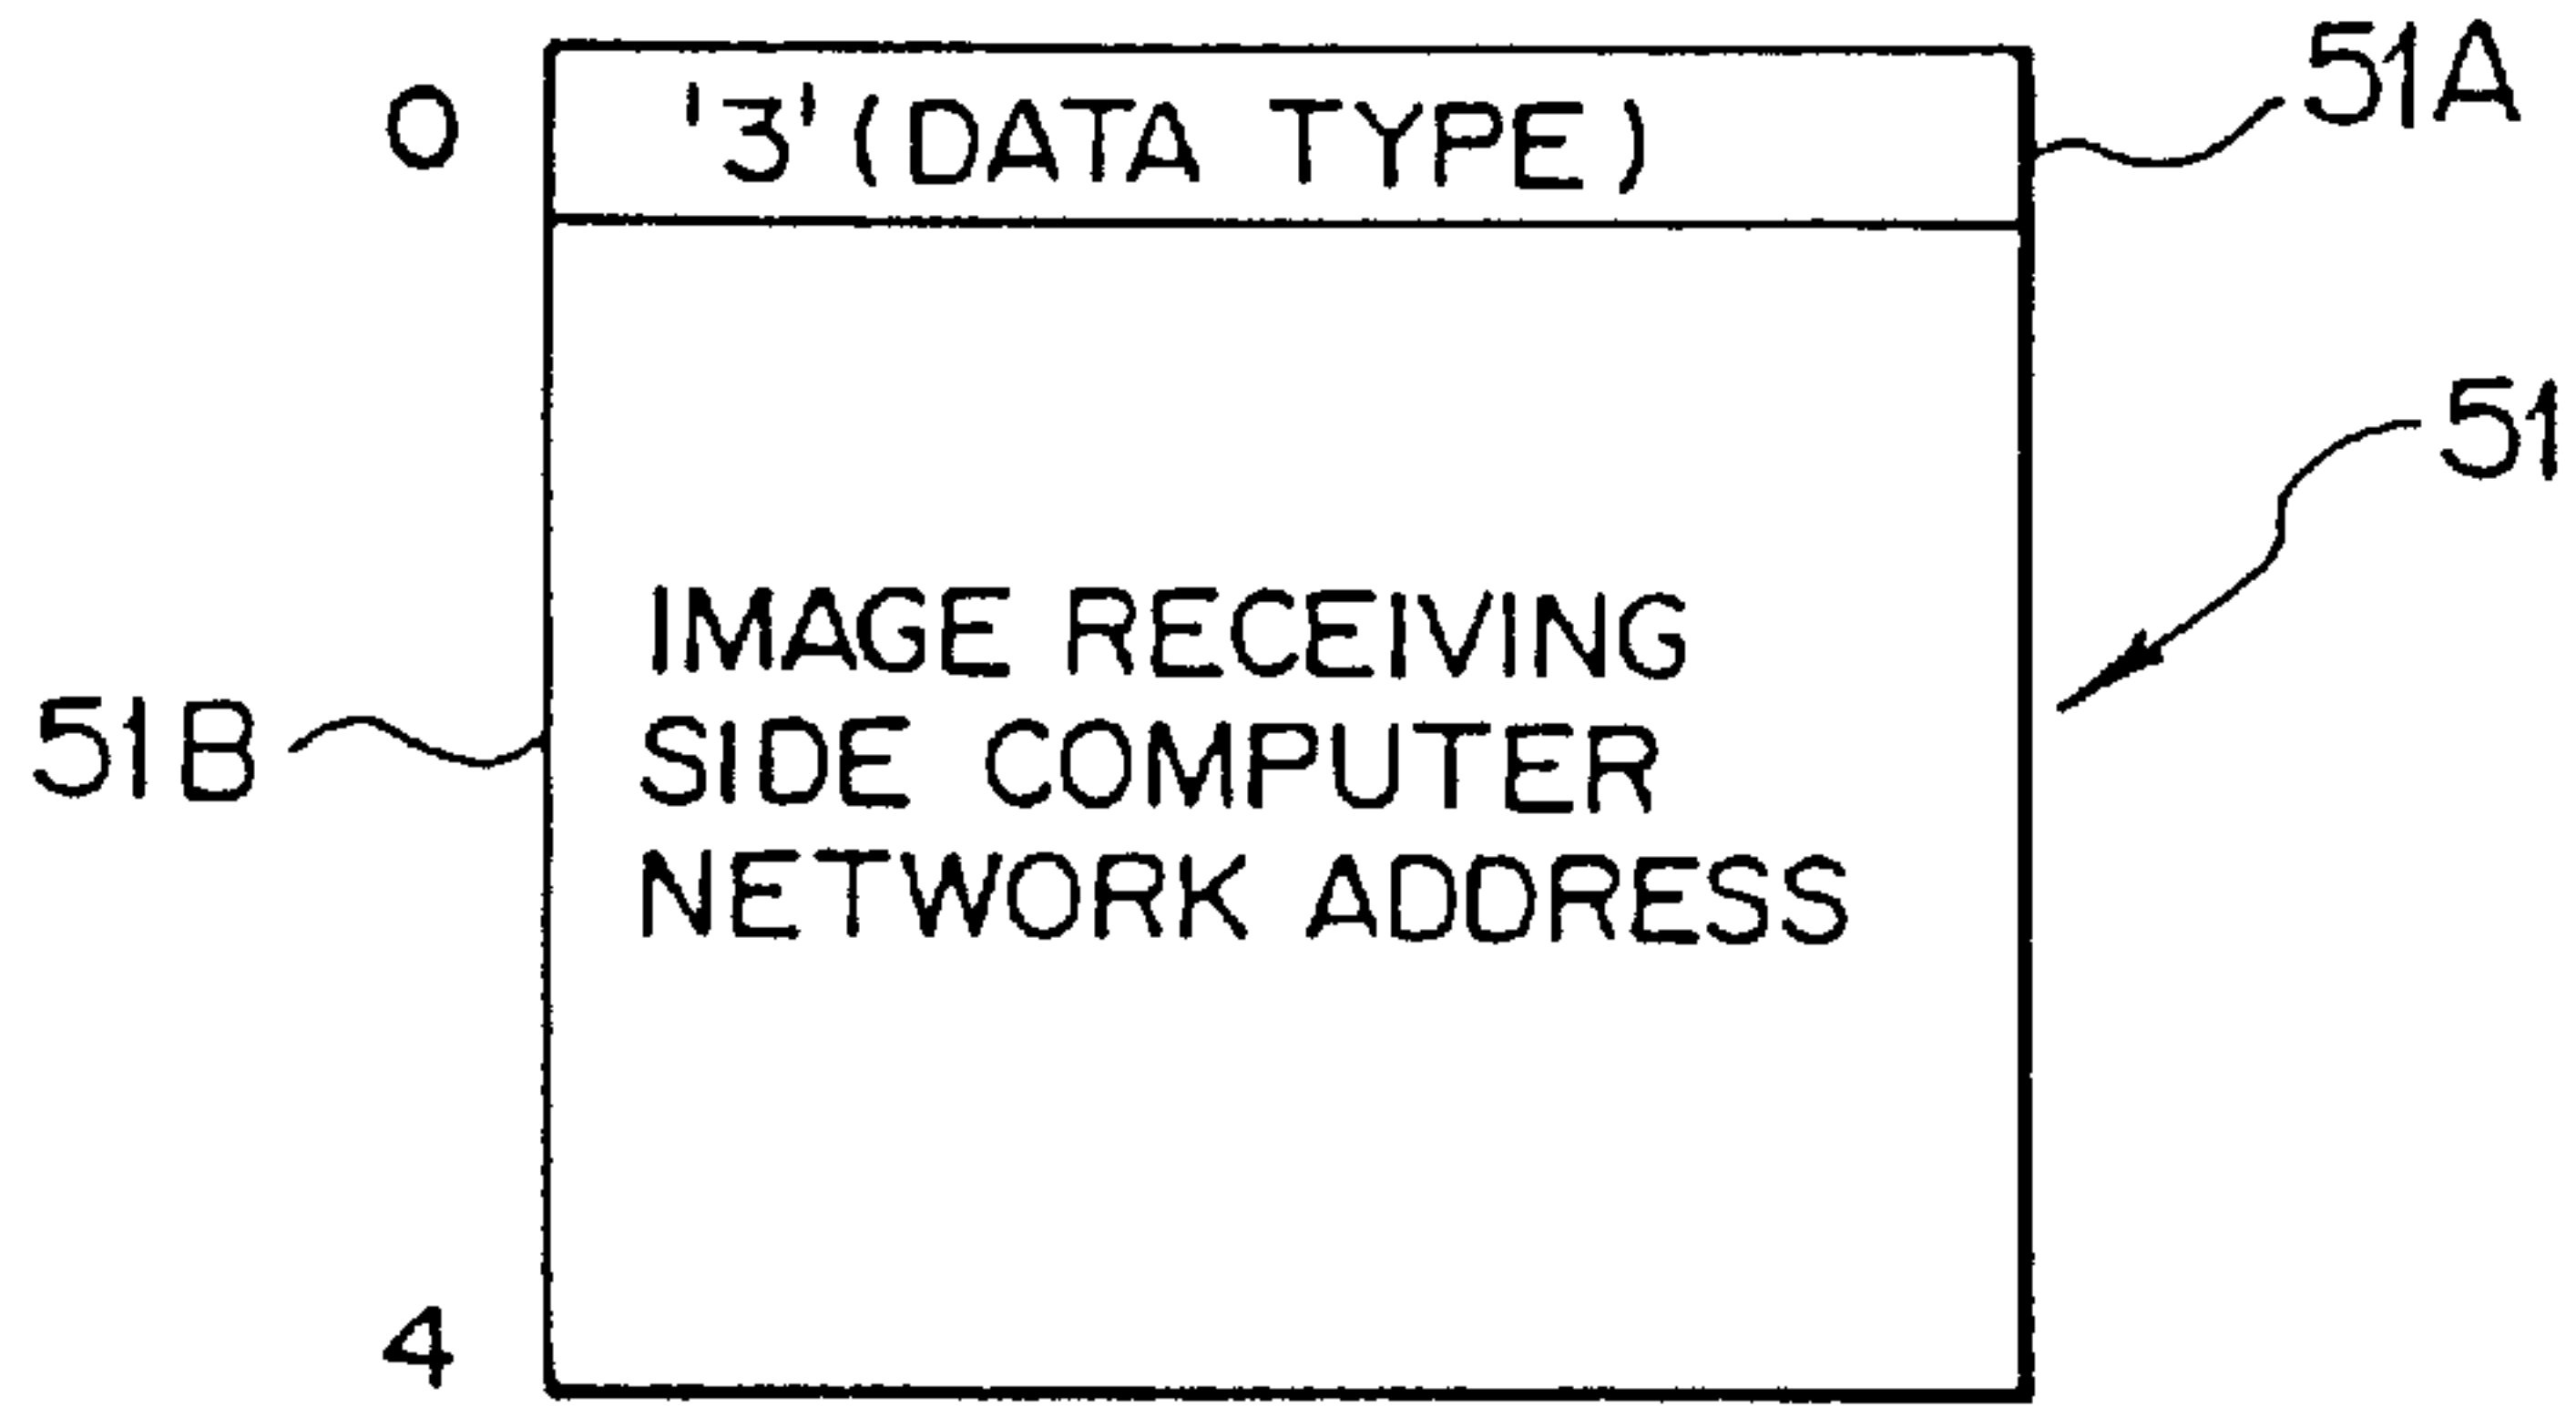 0
'3' (DATA TYPE)
51A
51
IMAGE RECEIVING
SIDE COMPUTER
NETWORK ADDRESS
51B
4